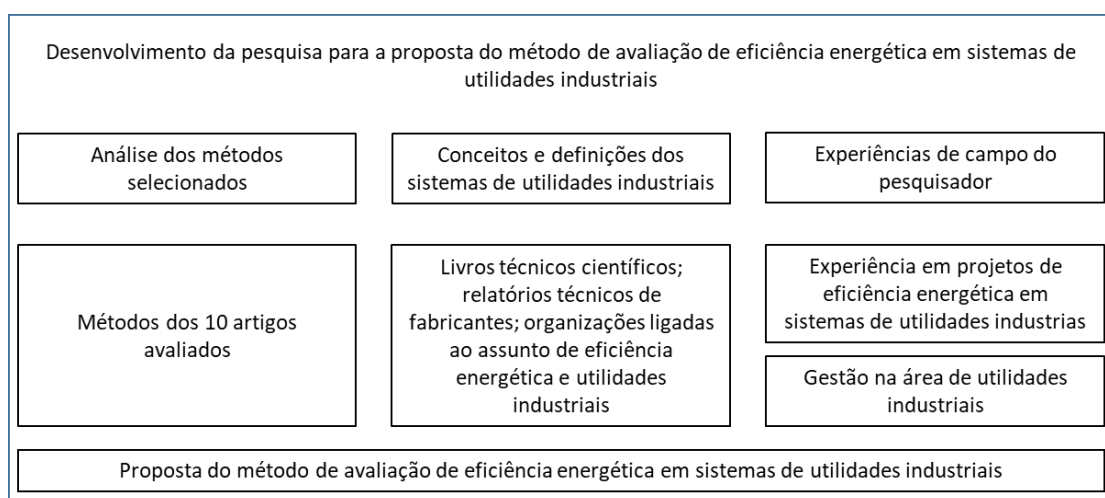 Desenvolvimento da pesquisa para a proposta do método de avaliação de eficiência energética em sistemas de
utilidades industriais
Análise dos métodos
selecionados
Conceitos e definições dos
sistemas de utilidades industriais
Experiências de campo do
pesquisador
Métodos dos 10 artigos
avaliados
Livros técnicos científicos;
relatórios técnicos de
fabricantes; organizações ligadas
ao assunto de eficiência
energética e utilidades
industriais
Experiência em projetos de
eficiência energética em
sistemas de utilidades industrias
Gestão na área de utilidades
industriais
Proposta do método de avaliação de eficiência energética em sistemas de utilidades industriais